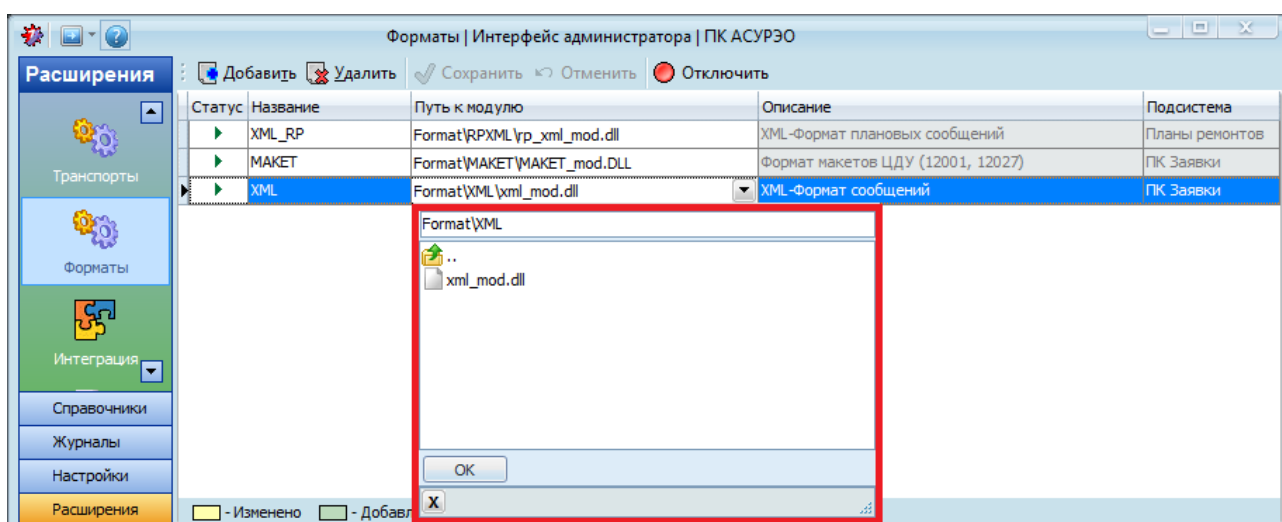 Форматы | Интерфейс администратора | ПК АСУРЭО
Расширения
Добавить Удалить Сохранить Отменить Отключить
Статус Название Путь к модулю Описание Подсистема
XML_RP Format\RPXML\rp_xml_mod.dll XML-Формат плановых сообщений Планы ремонтов
МАКЕТ Format\MAKET\MAKET_mod.DLL Формат макетов ЦДУ (12001, 12027) ПК Заявки
XML Format\XML\xml_mod.dll XML-Формат сообщений ПК Заявки
Транспорты
Форматы
Интеграция
Справочники
Журналы
Настройки
Расширения
Format\XML
..
xml_mod.dll
OK
X
- Изменено - Добавл